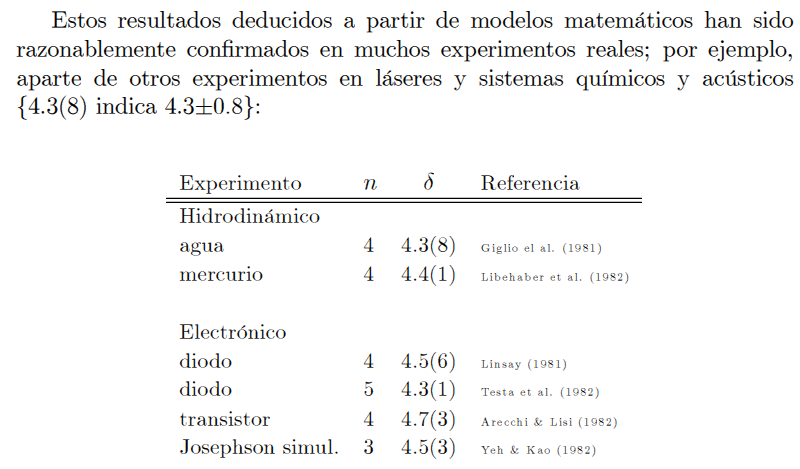 Estos resultados deducidos a partir de modelos matemáticos han sido
razonablemente confirmados en muchos experimentos reales; por ejemplo,
aparte de otros experimentos en láseres y sistemas químicos y acústicos
{4.3(8) indica 4.3±0.8}:
Experimento n δ Referencia
Hidrodinámico
agua 4 4.3(8) Giglio el al. (1981)
mercurio 4 4.4(1) Libehaber et al. (1982)
Electrónico
diodo 4 4.5(6) Linsay (1981)
diodo 5 4.3(1) Testa et al. (1982)
transistor 4 4.7(3) Arecchi & Lisi (1982)
Josephson simul. 3 4.5(3) Yeh & Kao (1982)